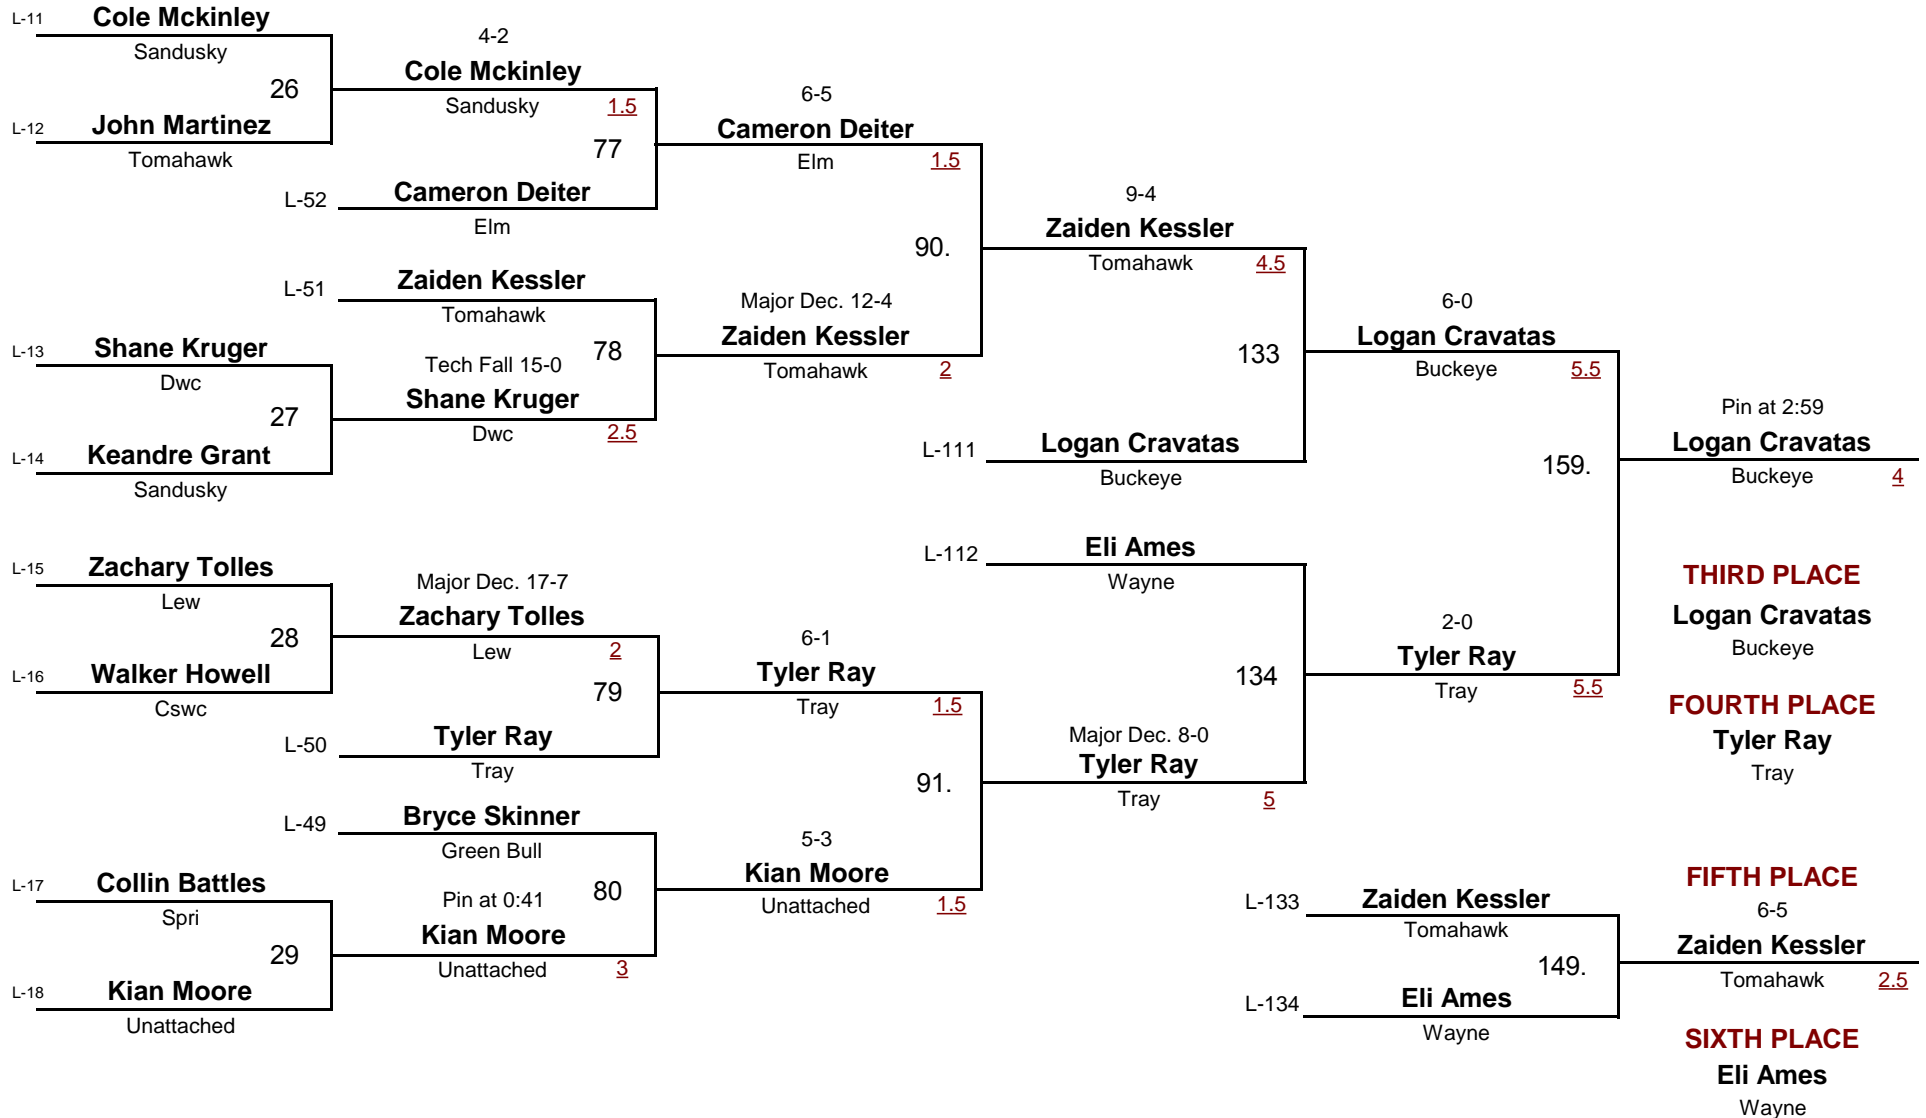 L-11 Cole Mckinley
Sandusky
26
L-12 John Martinez
Tomahawk
4-2
Cole Mckinley
Sandusky 1.5
77
L-52 Cameron Deiter
Elm
6-5
Cameron Deiter
Elm 1.5
90.
L-51 Zaiden Kessler
Tomahawk
78
L-13 Shane Kruger
Dwc
27
L-14 Keandre Grant
Sandusky
Tech Fall 15-0
Shane Kruger
Dwc 2.5
Major Dec. 12-4
Zaiden Kessler
Tomahawk 2
9-4
Zaiden Kessler
Tomahawk 4.5
133
L-111 Logan Cravatas
Buckeye
6-0
Logan Cravatas
Buckeye 5.5
159.
Pin at 2:59
Logan Cravatas
Buckeye 4
L-15 Zachary Tolles
Lew
28
L-16 Walker Howell
Cswc
Major Dec. 17-7
Zachary Tolles
Lew 2
79
L-50 Tyler Ray
Tray
6-1
Tyler Ray
Tray 1.5
91.
L-49 Bryce Skinner
Green Bull
80
L-17 Collin Battles
Spri
29
L-18 Kian Moore
Unattached
Pin at 0:41
Kian Moore
Unattached 3
5-3
Kian Moore
Unattached 1.5
L-112 Eli Ames
Wayne
134
Major Dec. 8-0
Tyler Ray
Tray 5
2-0
Tyler Ray
Tray 5.5
THIRD PLACE
Logan Cravatas
Buckeye
FOURTH PLACE
Tyler Ray
Tray
L-133 Zaiden Kessler
Tomahawk
149.
L-134 Eli Ames
Wayne
FIFTH PLACE
6-5
Zaiden Kessler
Tomahawk 2.5
SIXTH PLACE
Eli Ames
Wayne